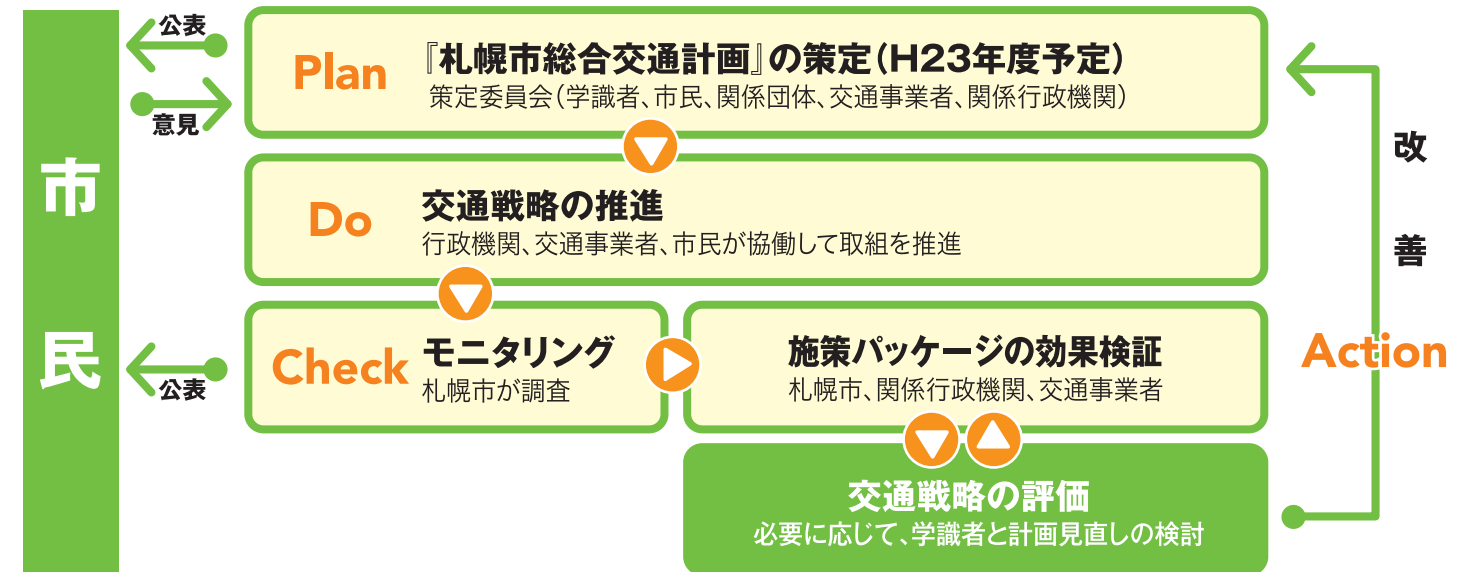 市民
公表
意見
Plan
『札幌市総合交通計画』の策定(H23年度予定)
策定委員会(学識者、市民、関係団体、交通事業者、関係行政機関)
Do
交通戦略の推進
行政機関、交通事業者、市民が協働して取組を推進
公表
Check
モニタリング
札幌市が調査
施策パッケージの効果検証
札幌市、関係行政機関、交通事業者
交通戦略の評価
必要に応じて、学識者と計画見直しの検討
改善
Action